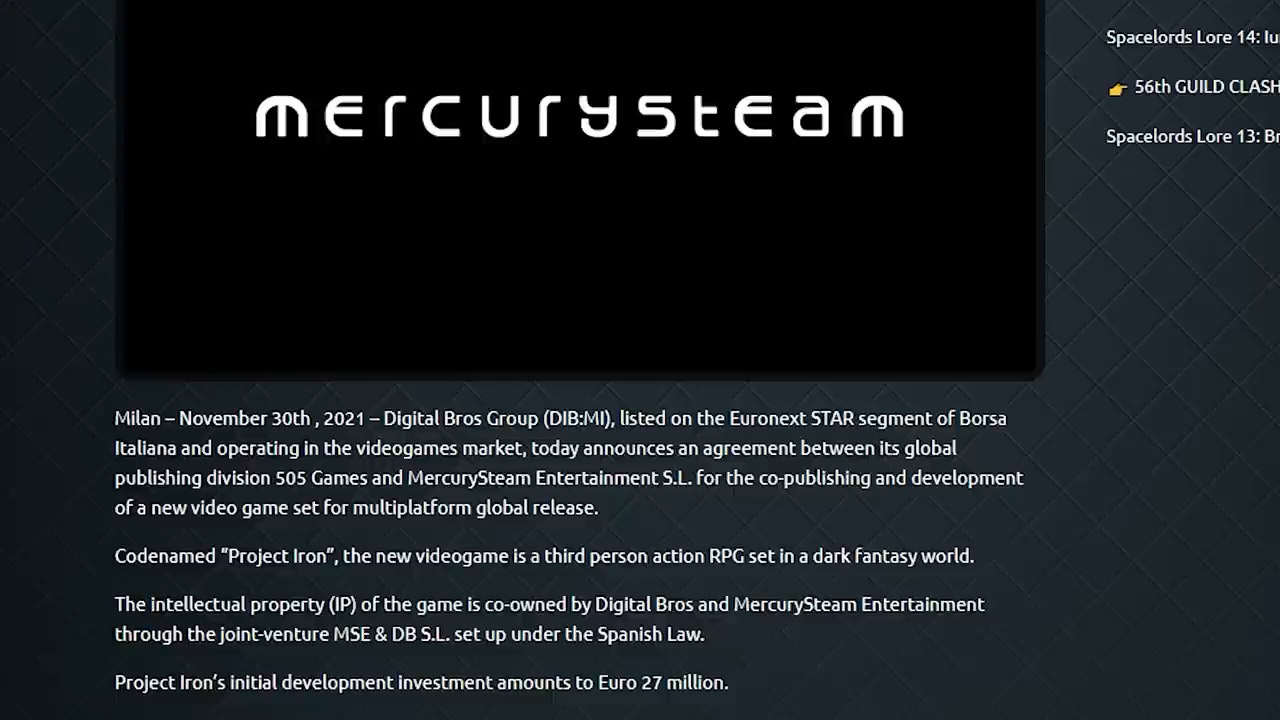 mercurysteam
Spacelords Lore 14:
👉 56th GUILD CLASH
Spacelords Lore 13:
Milan – November 30th , 2021 – Digital Bros Group (DIB:MI), listed on the Euronext STAR segment of Borsa
Italiana and operating in the videogames market, today announces an agreement between its global
publishing division 505 Games and MercurySteam Entertainment S.L. for the co-publishing and development
of a new video game set for multiplatform global release.
Codenamed “Project Iron”, the new videogame is a third person action RPG set in a dark fantasy world.
The intellectual property (IP) of the game is co-owned by Digital Bros and MercurySteam Entertainment
through the joint-venture MSE & DB S.L. set up under the Spanish Law.
Project Iron’s initial development investment amounts to Euro 27 million.